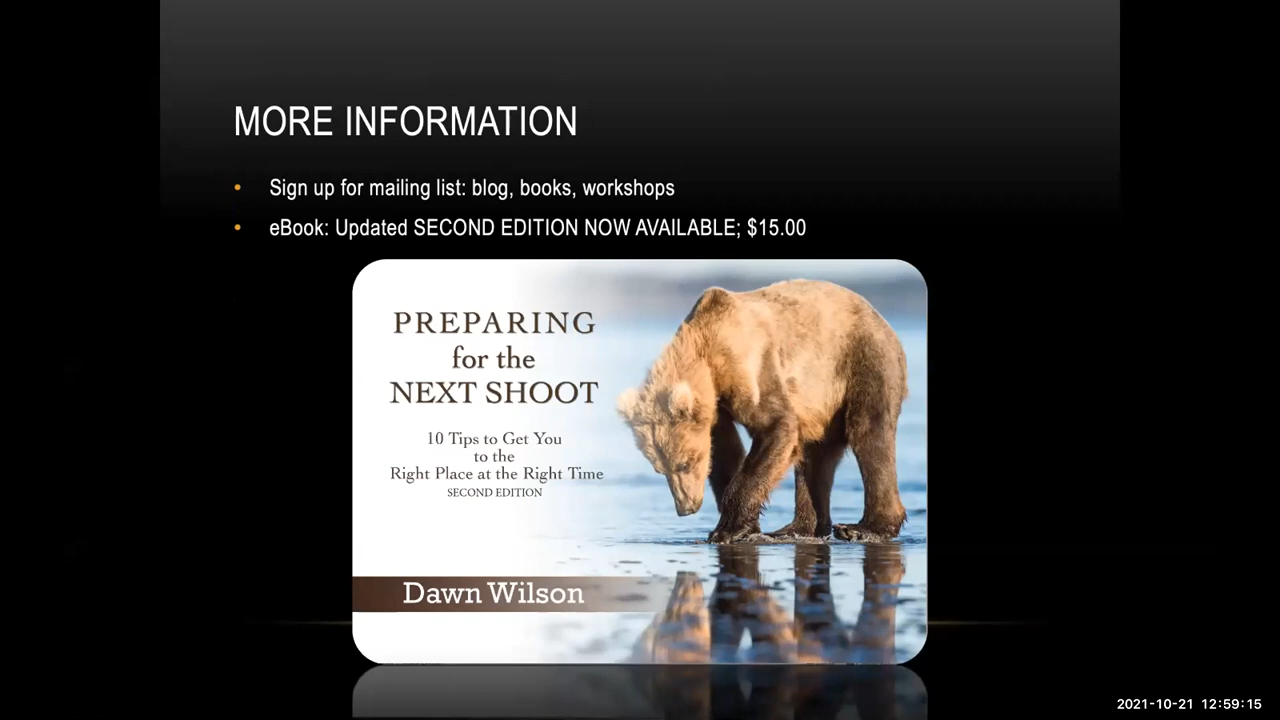 MORE INFORMATION
• Sign up for mailing list: blog, books, workshops
• eBook: Updated SECOND EDITION NOW AVAILABLE; $15.00
PREPARING
for the
NEXT SHOOT
10 Tips to Get You
to the
Right Place at the Right Time
SECOND EDITION
Dawn Wilson
2021-10-21 12:59:15